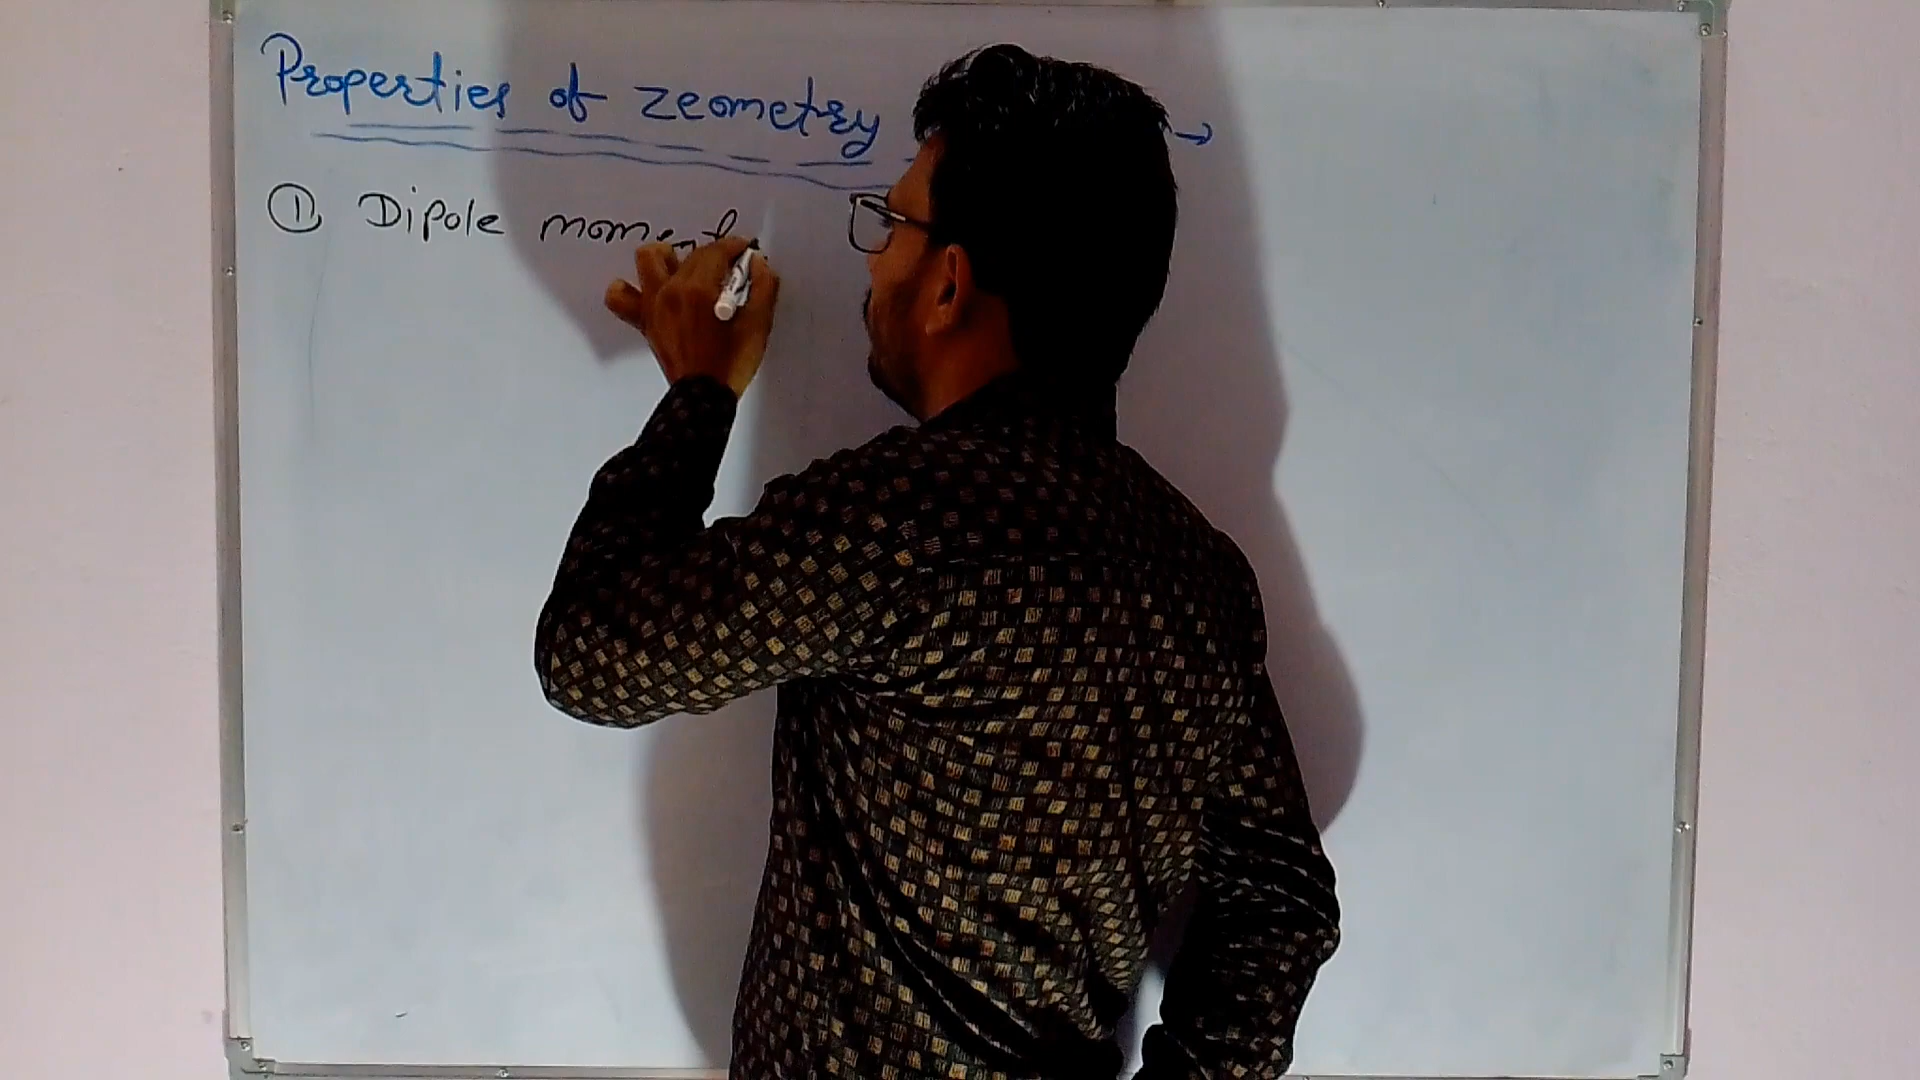 Properties of zeometry →
① Dipole moment